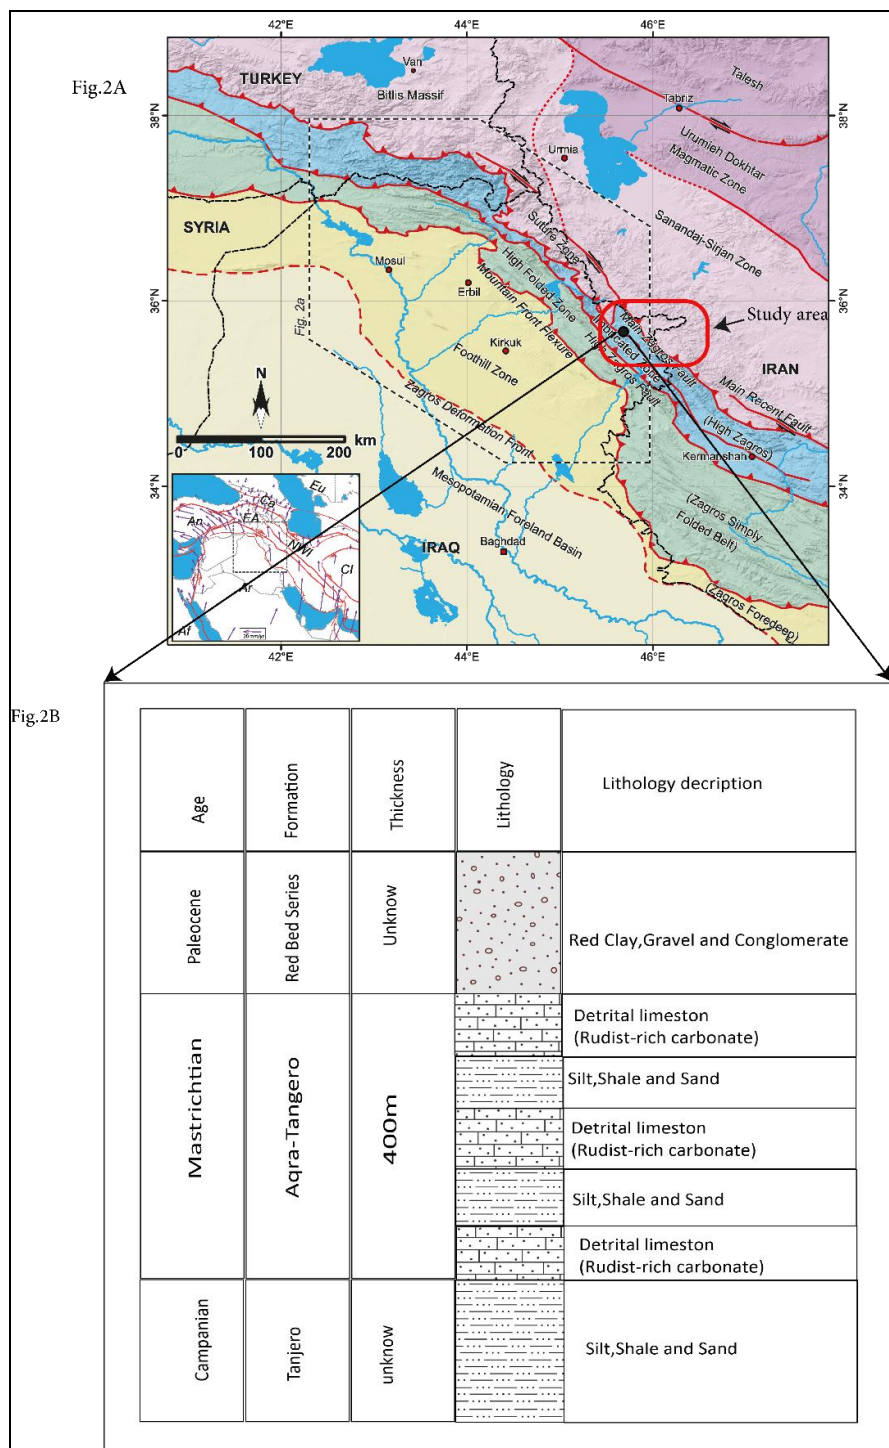 Fig.2A
42°E
44°E
46°E
38°N
36°N
34°N
38°N
36°N
34°N
42°E
44°E
46°E
TURKEY
Van
Bitlis Massif
Talesh
Tabriz
Urumieh Dokhtar
Magmatic Zone
Urmia
Sanandaj-Sirjan Zone
Suture Zone
SYRIA
Mosul
Erbil
High Folded Zone
Mountain Front Flexure
Fig. 2a
Kirkuk
Foothill Zone
Imbricated Zone
High Zagros Fault
Main Zagros Fault
Study area
IRAN
Main Recent Fault
(High Zagros)
Kermanshah
Zagros Deformation Front
N
0 100 200
km
Mesopotamian Foreland Basin
IRAQ
Baghdad
(Zagros Simply
Folded Belt)
(Zagros Foredeep)
Eu
Ca
An
EA
NWI
CI
Ar
Af
Fig.2B
Age
Formation
Thickness
Lithology
Lithology decription
Paleocene
Red Bed Series
Unknow
Red Clay,Gravel and Conglomerate
Mastrichtian
Aqra-Tangero
400m
Detrital limeston
(Rudist-rich carbonate)
Silt,Shale and Sand
Detrital limeston
(Rudist-rich carbonate)
Silt,Shale and Sand
Detrital limeston
(Rudist-rich carbonate)
Campanian
Tanjero
unknown
Silt,Shale and Sand